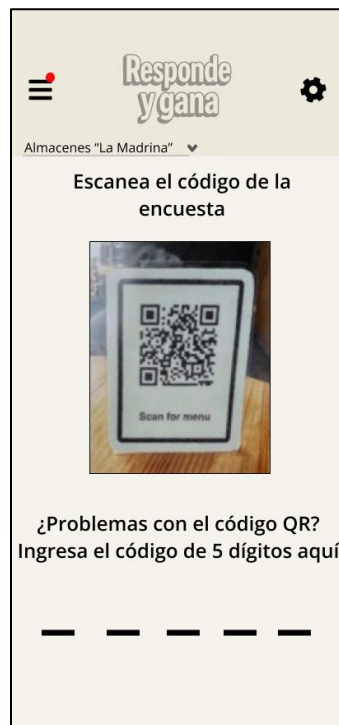 Responde
y gana
Almacenes “La Madrina”
Escanea el código de la
encuesta
Scan for menu
¿Problemas con el código QR?
Ingresa el código de 5 dígitos aquí